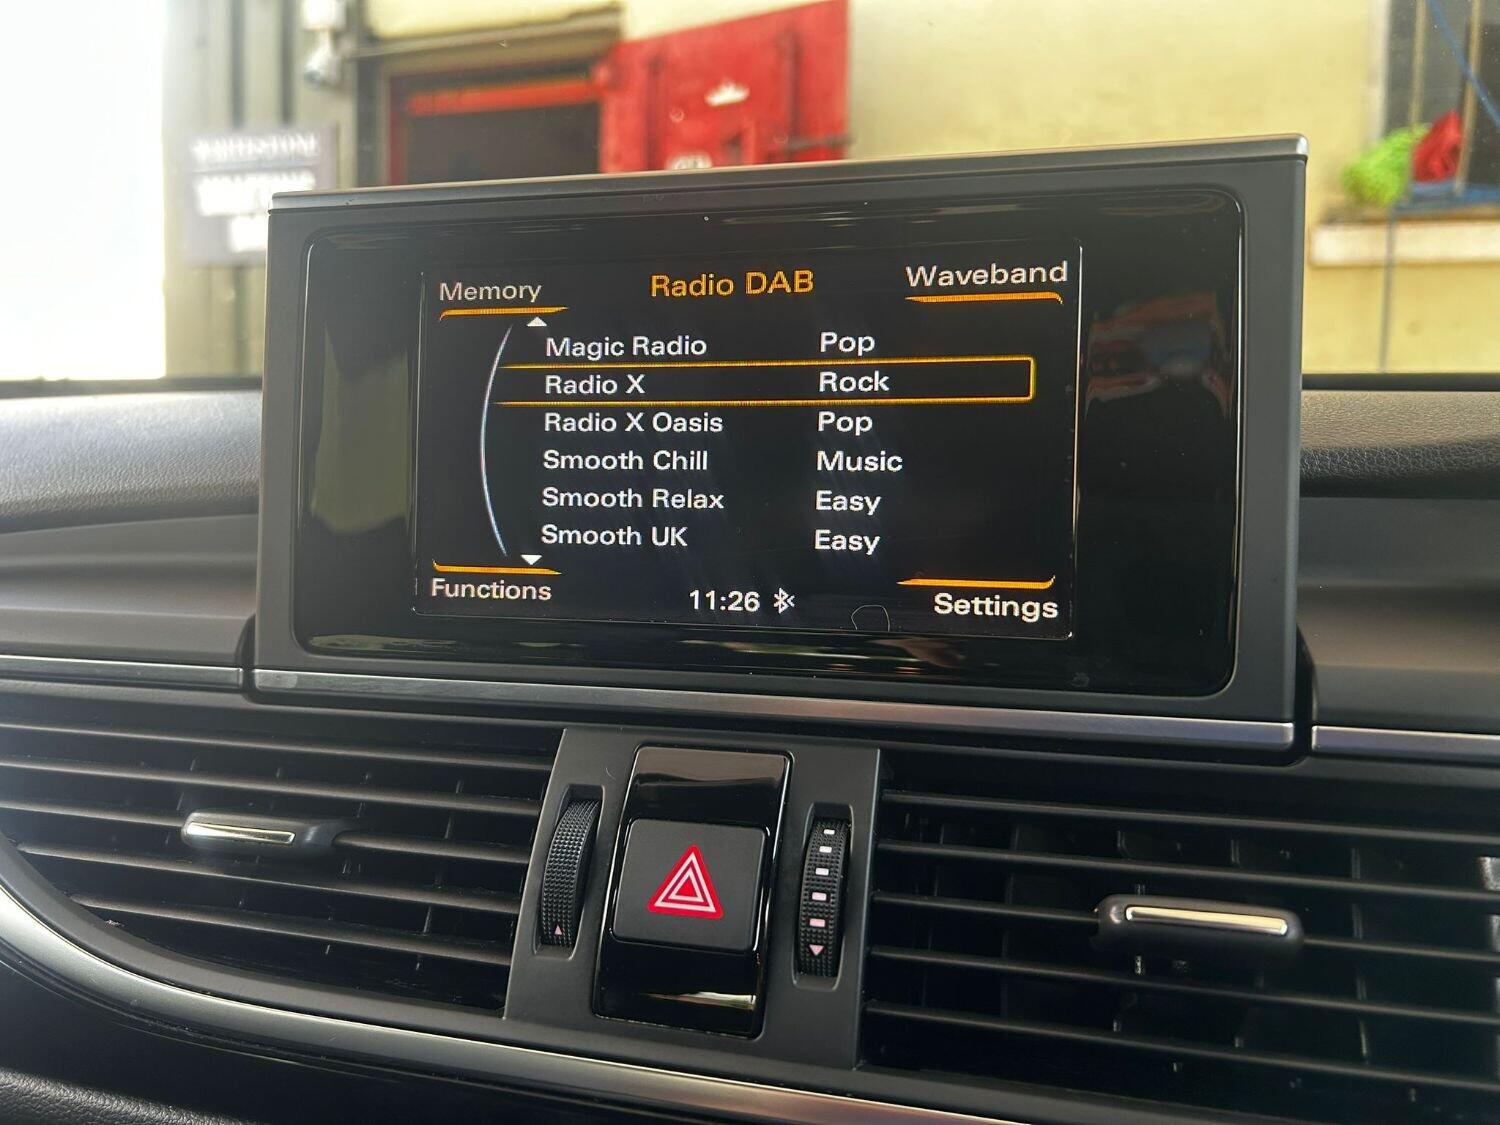 WHITESTONE
Memory
Radio DAB
Waveband
Magic Radio Pop
Radio X Rock
Radio X Oasis Pop
Smooth Chill Music
Smooth Relax Easy
Smooth UK Easy
Functions
11:26
Settings